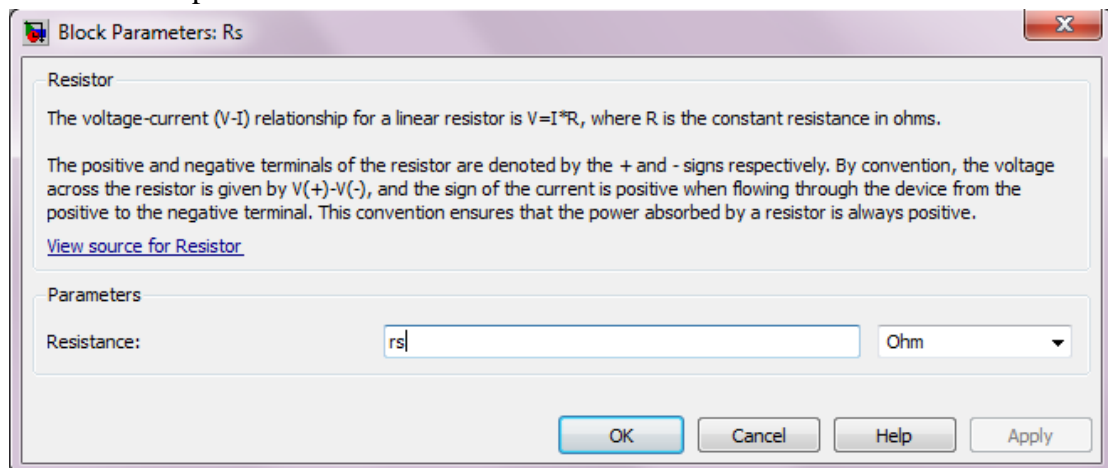 Block Parameters: Rs
Resistor
The voltage-current (V-I) relationship for a linear resistor is V=I*R, where R is the constant resistance in ohms.
The positive and negative terminals of the resistor are denoted by the + and - signs respectively. By convention, the voltage
across the resistor is given by V(+)-V(-), and the sign of the current is positive when flowing through the device from the
positive to the negative terminal. This convention ensures that the power absorbed by a resistor is always positive.
View source for Resistor
Parameters
Resistance: rs Ohm
OK Cancel Help Apply